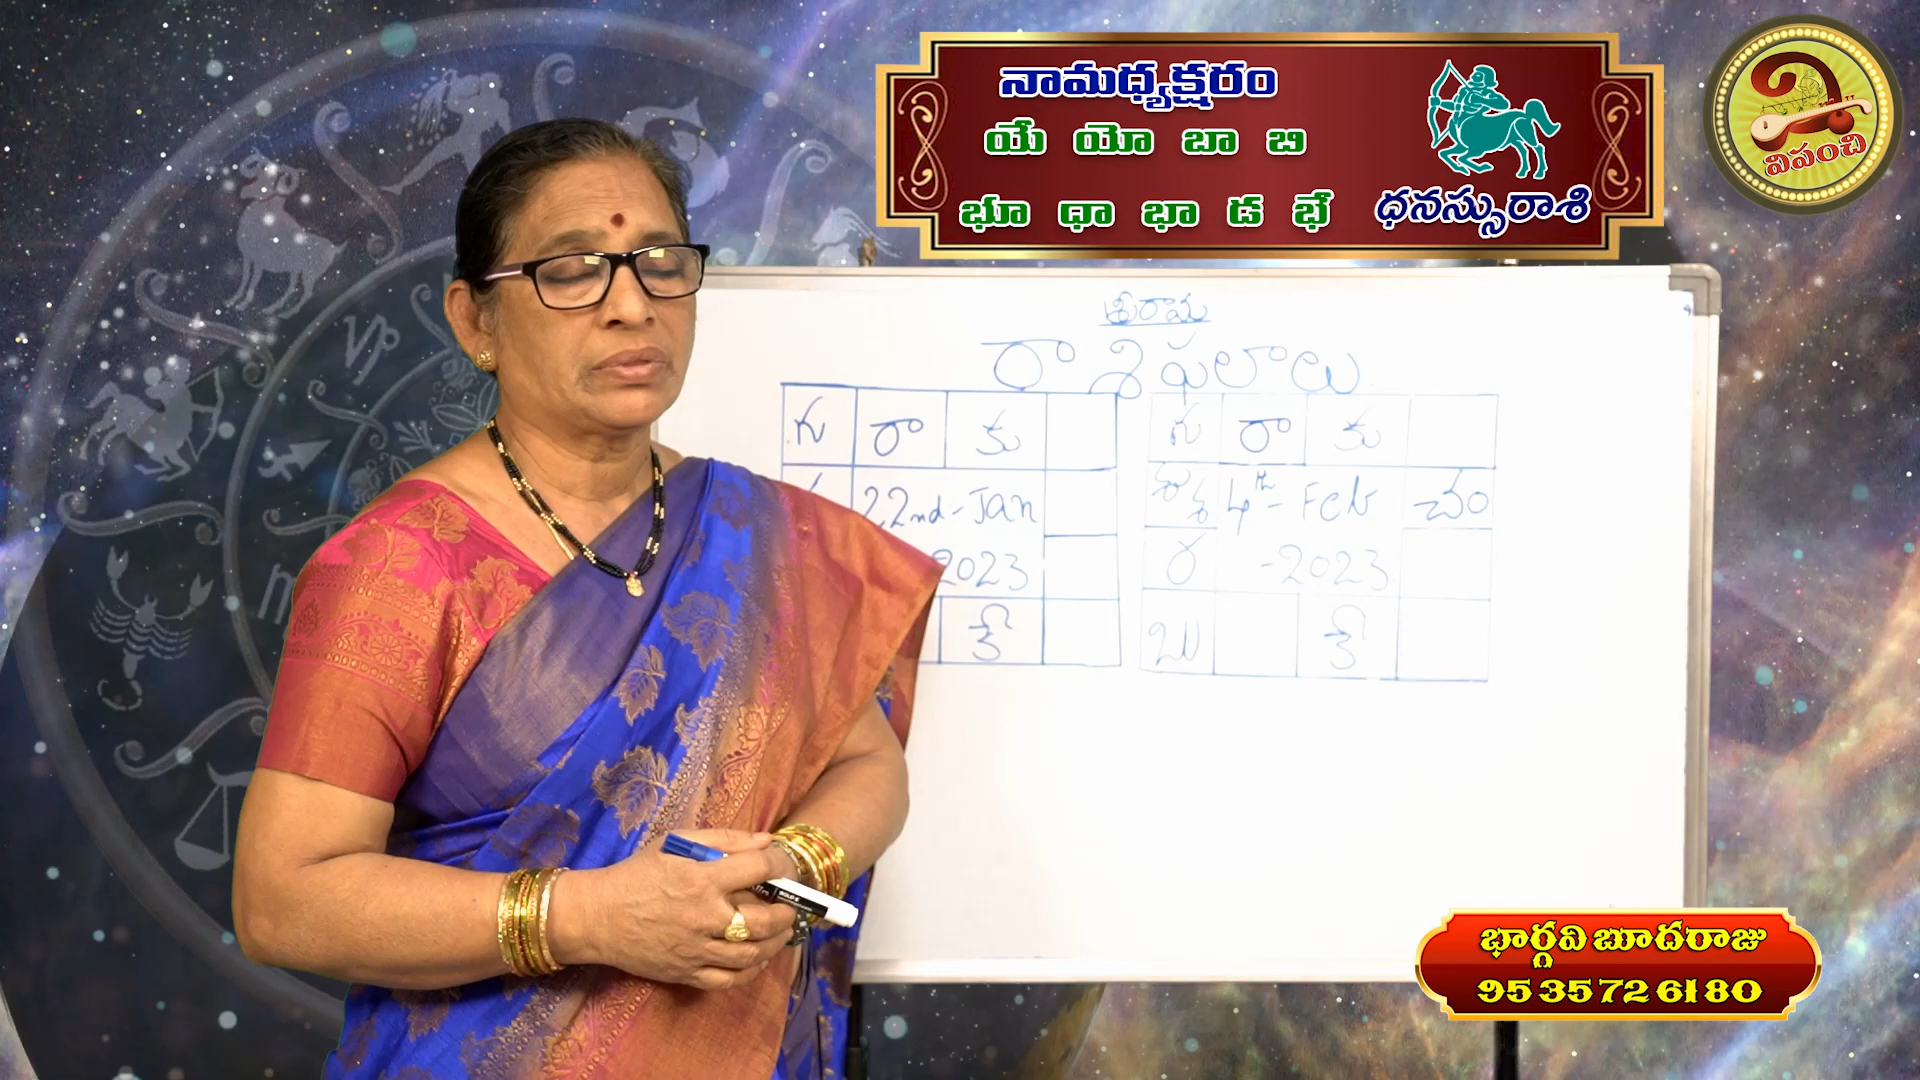 నామధ్యక్షరం
యే యో బా బి
భూ ధా భా డ భే
ధనస్సురాశి
విపంచి
శ్రీరామ
రాశి ఫలాలు
గు రా కు
22nd-Jan
2023
కే
గు రా కు
శు శ 4th- Feb చం
ర -2023
బు కే
భార్గవి బూదరాజు
9535726180